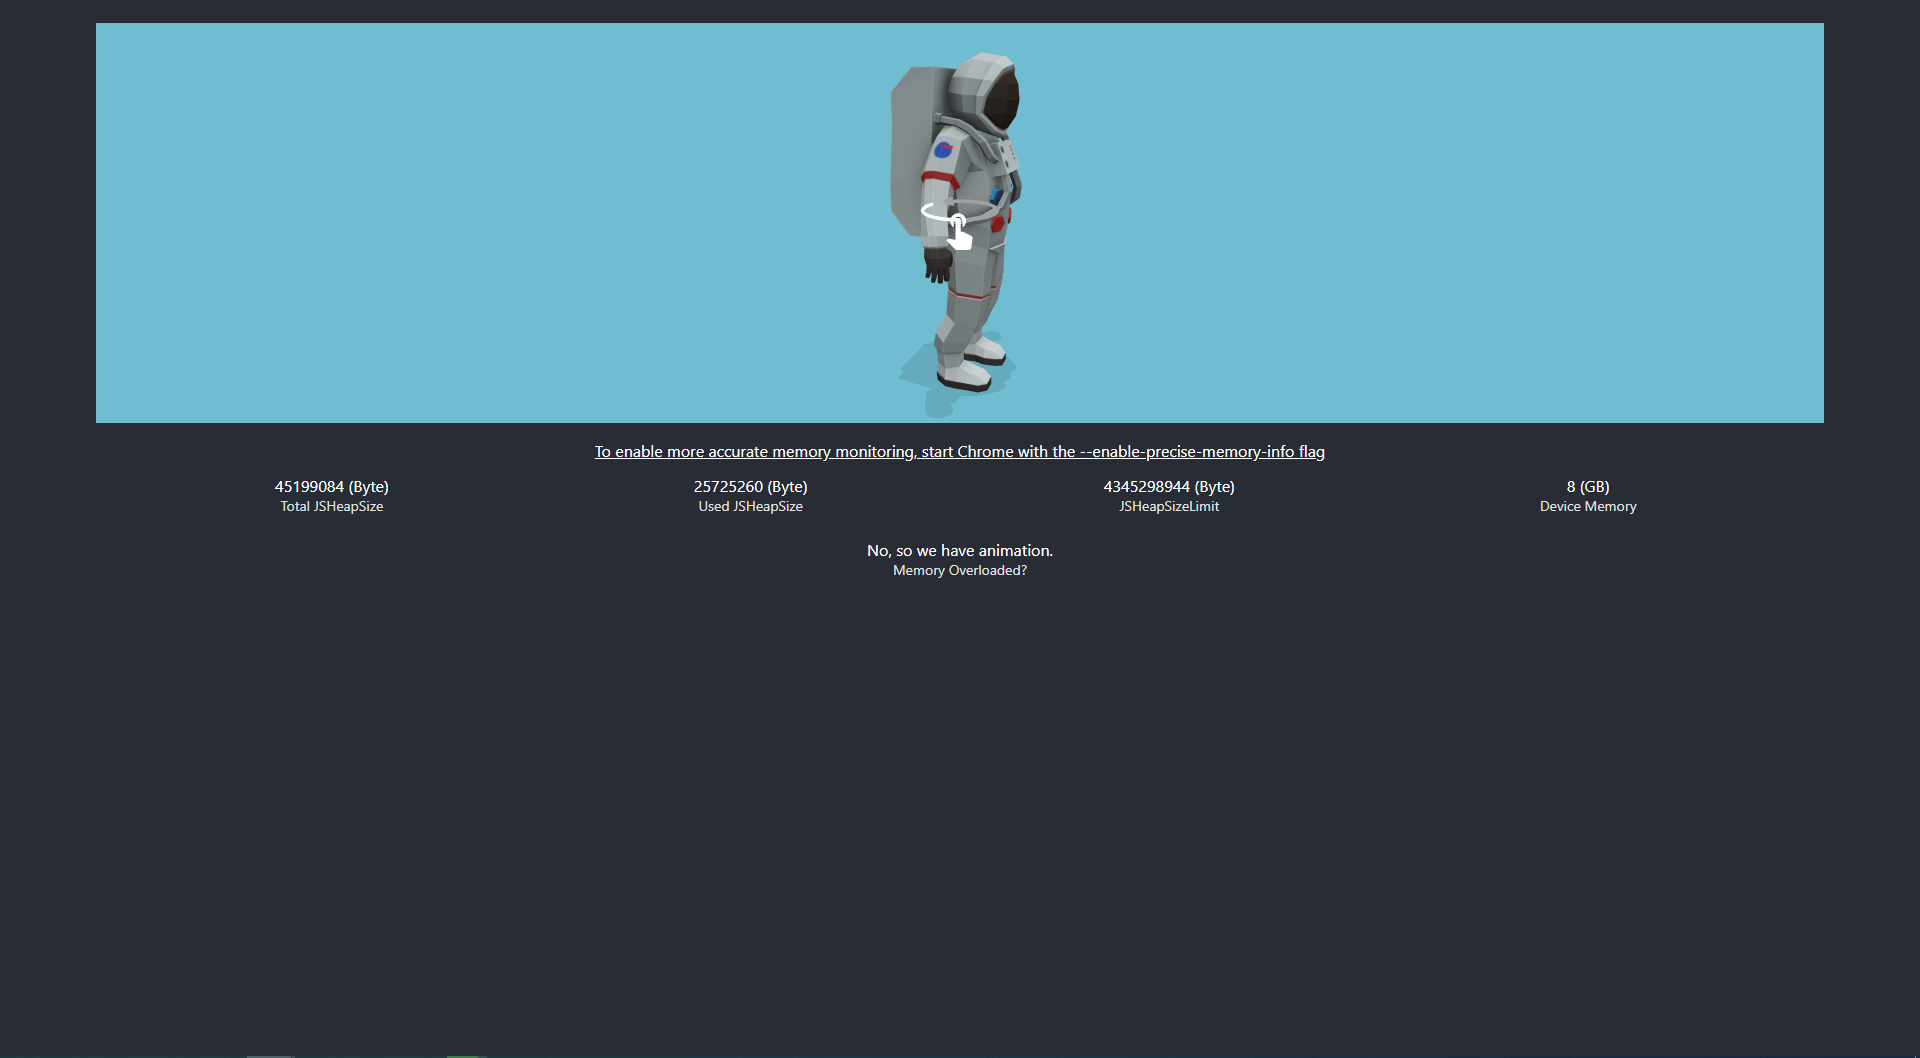 To enable more accurate memory monitoring, start Chrome with the --enable-precise-memory-info flag
45199084 (Byte)
Total JSHeapSize
25725260 (Byte)
Used JSHeapSize
4345298944 (Byte)
JSHeapSizeLimit
8 (GB)
Device Memory
No, so we have animation.
Memory Overloaded?